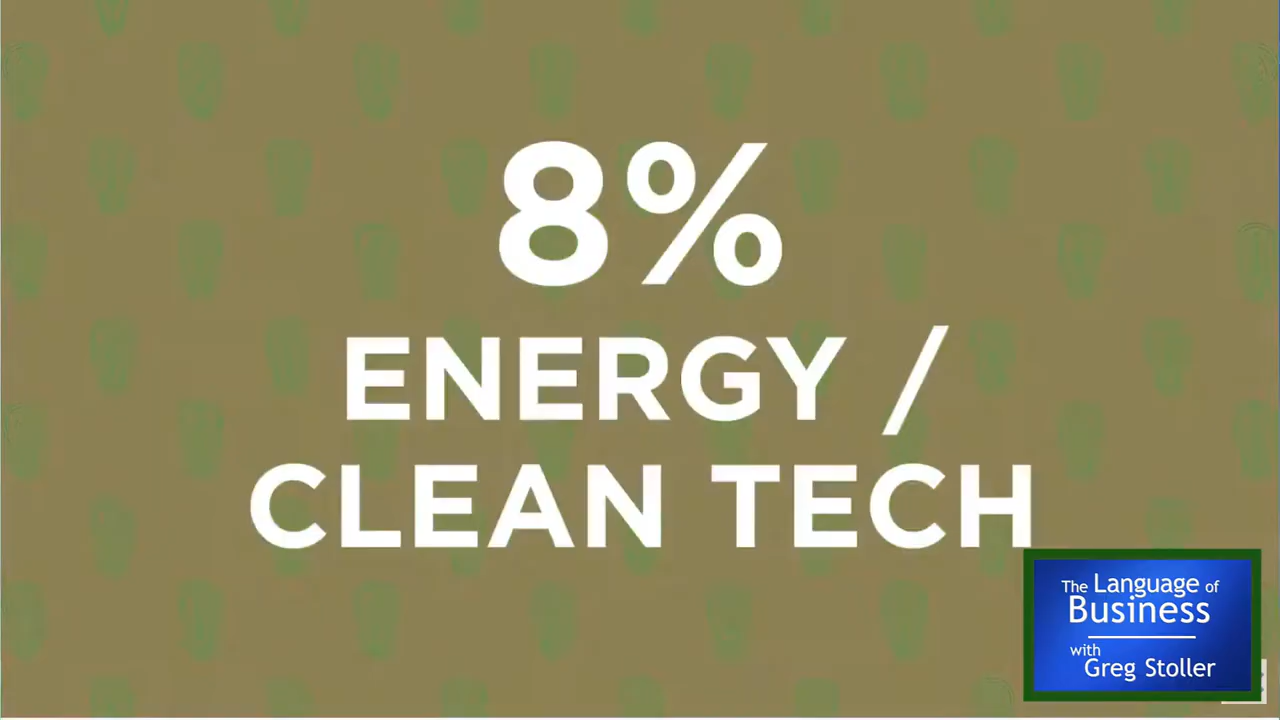 8%
ENERGY /
CLEAN TECH
The Language of
Business
with
Greg Stoller